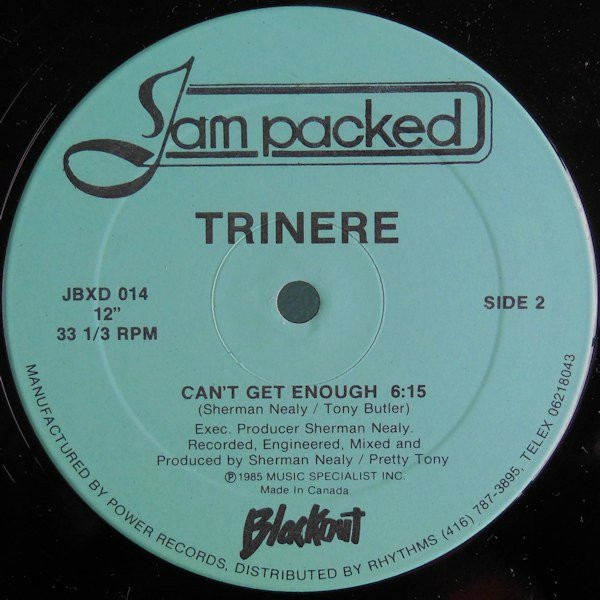 Jam packed
TRINERE
JBXD 014
12”
33 1/3 RPM
SIDE 2
CAN'T GET ENOUGH 6:15
(Sherman Nealy / Tony Butler)
Exec. Producer Sherman Nealy.
Recorded, Engineered, Mixed and
Produced by Sherman Nealy / Pretty Tony
℗1985 MUSIC SPECIALIST INC.
Made In Canada
Blackout
MANUFACTURED BY POWER RECORDS, DISTRIBUTED BY RHYTHMS (416) 787-3895, TELEX 06218043